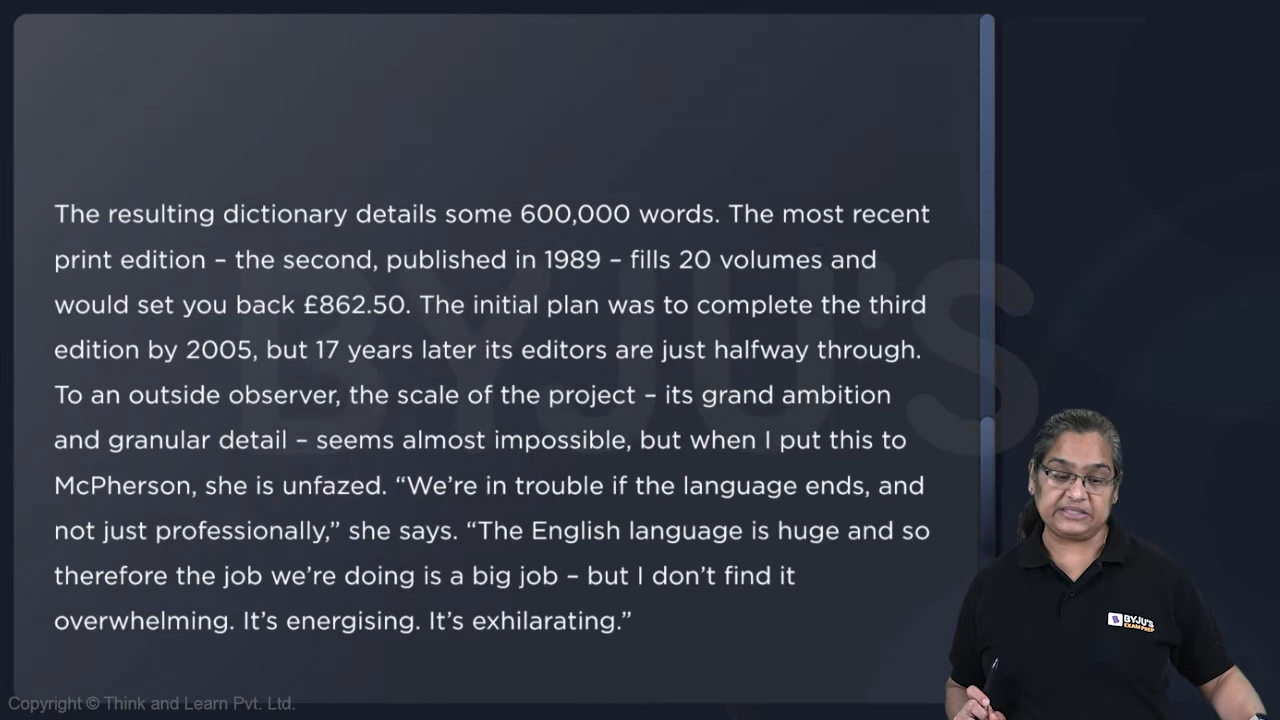 The resulting dictionary details some 600,000 words. The most recent
print edition – the second, published in 1989 – fills 20 volumes and
would set you back £862.50. The initial plan was to complete the third
edition by 2005, but 17 years later its editors are just halfway through.
To an outside observer, the scale of the project – its grand ambition
and granular detail – seems almost impossible, but when I put this to
McPherson, she is unfazed. “We’re in trouble if the language ends, and
not just professionally,” she says. “The English language is huge and so
therefore the job we’re doing is a big job – but I don’t find it
overwhelming. It’s energising. It’s exhilarating.”
BYJU'S
BYJU'S
EXAM PREP
Copyright © Think and Learn Pvt. Ltd.